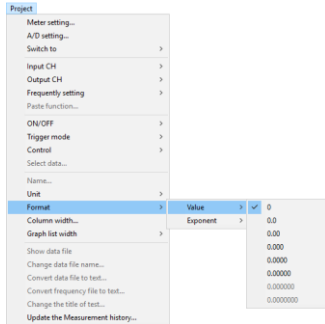 Project
Meter setting...
A/D setting...
Switch to >
Input CH >
Output CH >
Frequently setting >
Paste function...
ON/OFF >
Trigger mode >
Control >
Select data...
Name...
Unit >
Format >
Column width...
Graph list width >
Show data file
Change data file name...
Convert data file to text...
Convert frequency file to text...
Change the title of test...
Update the Measurement history...
Value >
Exponent >
✓ 0
0.0
0.00
0.000
0.0000
0.00000
0.000000
0.0000000